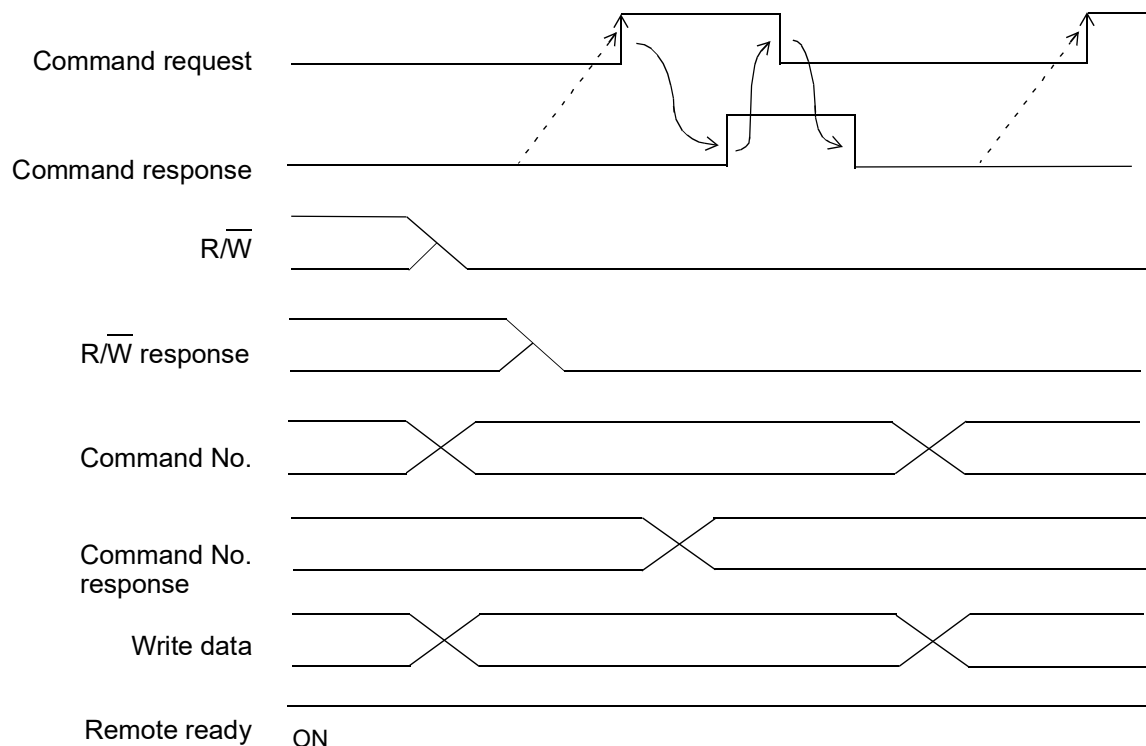 Command request
Command response
R/W̅
R/W̅ response
Command No.
Command No.
response
Write data
Remote ready
ON